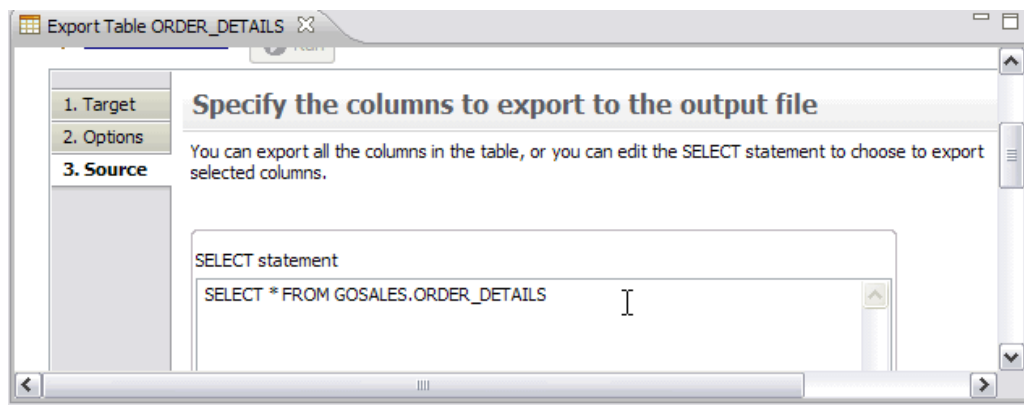 Export Table ORDER_DETAILS
Run
1. Target
2. Options
3. Source
Specify the columns to export to the output file
You can export all the columns in the table, or you can edit the SELECT statement to choose to export
selected columns.
SELECT statement
SELECT * FROM GOSALES.ORDER_DETAILS